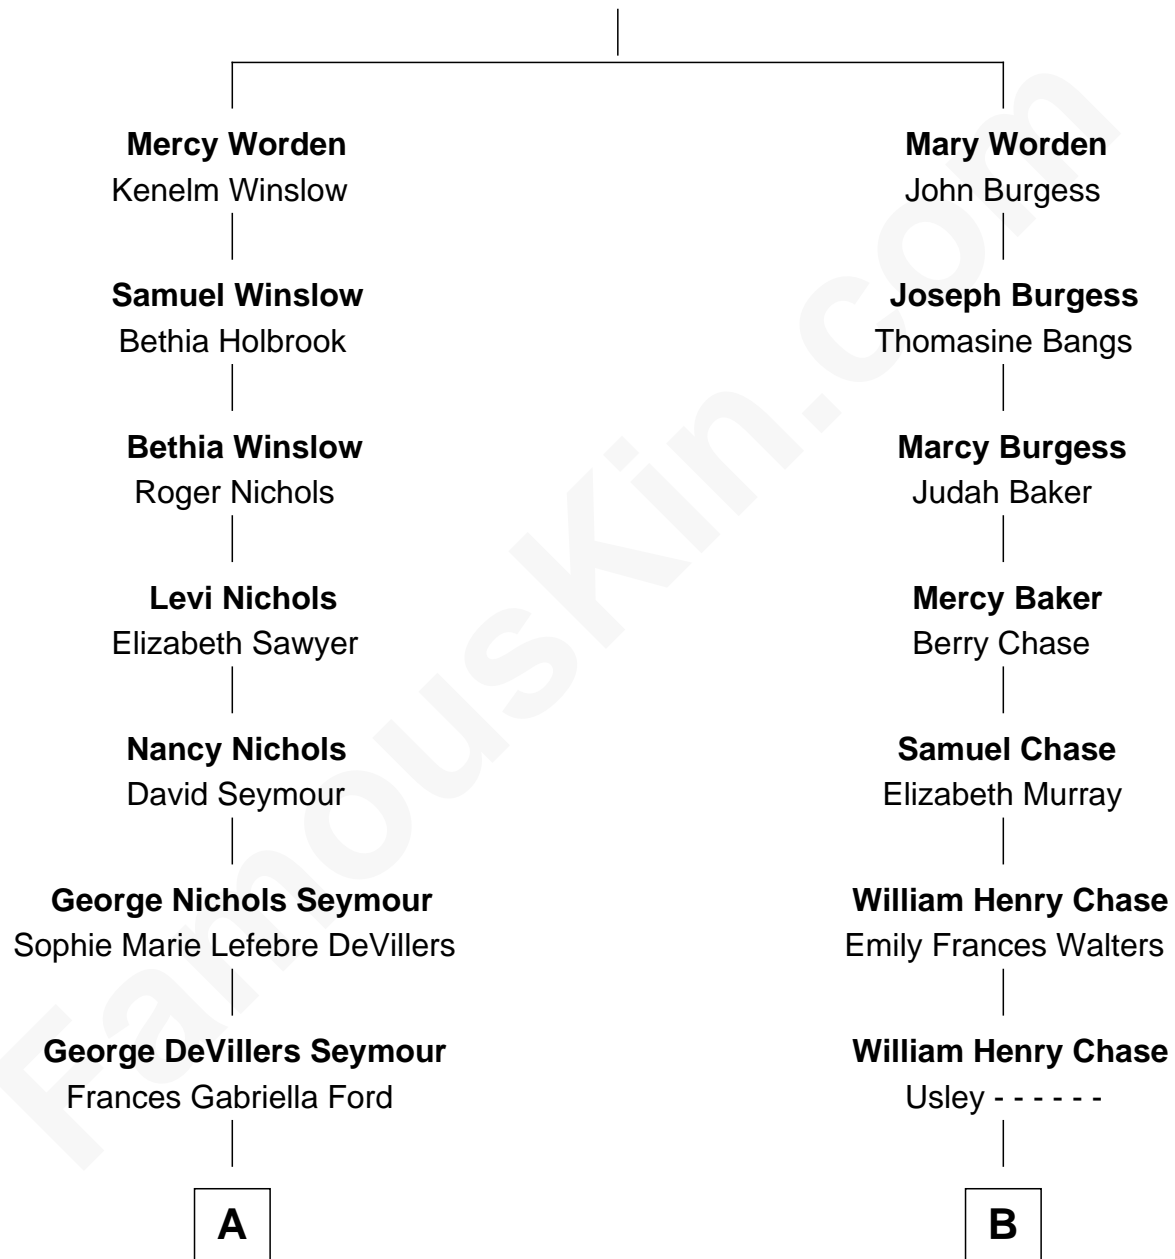 Mercy Worden
Kenelm Winslow
Mary Worden
John Burgess
Samuel Winslow
Bethia Holbrook
Joseph Burgess
Thomasine Bangs
Bethia Winslow
Roger Nichols
Marcy Burgess
Judah Baker
Levi Nichols
Elizabeth Sawyer
Mercy Baker
Berry Chase
Nancy Nichols
David Seymour
Samuel Chase
Elizabeth Murray
George Nichols Seymour
Sophie Marie Lefebre DeVillers
William Henry Chase
Emily Frances Walters
George DeVillers Seymour
Frances Gabriella Ford
William Henry Chase
Usley - - - - - -
A
B
FamousKin.com